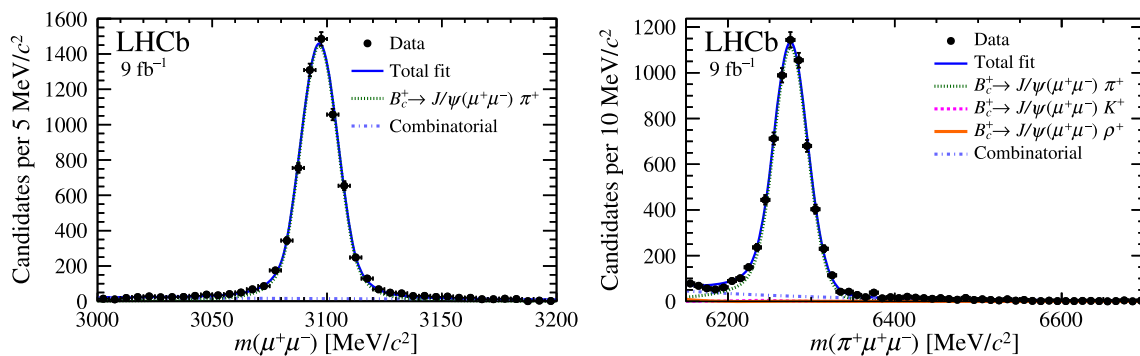 LHCb
9 fb⁻¹
Data
Total fit
B_c⁺→ J/ψ(μ⁺μ⁻) π⁺
Combinatorial
Candidates per 5 MeV/c²
1600
1400
1200
1000
800
600
400
200
0
3000 3050 3100 3150 3200
m(μ⁺μ⁻) [MeV/c²]
LHCb
9 fb⁻¹
Data
Total fit
B_c⁺→ J/ψ(μ⁺μ⁻) π⁺
B_c⁺→ J/ψ(μ⁺μ⁻) K⁺
B_c⁺→ J/ψ(μ⁺μ⁻) ρ⁺
Combinatorial
Candidates per 10 MeV/c²
1200
1000
800
600
400
200
0
6200 6400 6600
m(π⁺μ⁺μ⁻) [MeV/c²]